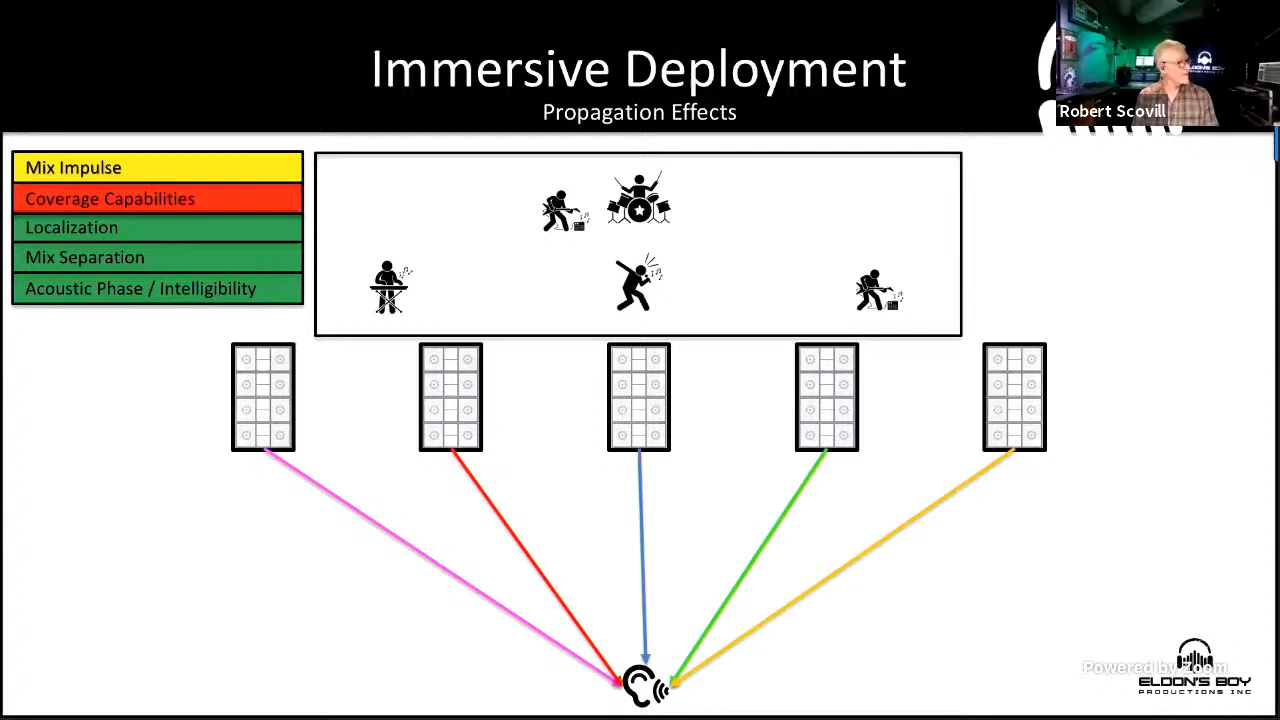 Immersive Deployment
Propagation Effects
Robert Scovill
Mix Impulse
Coverage Capabilities
Localization
Mix Separation
Acoustic Phase / Intelligibility
Powered by zoom
ELDON'S BOY
PRODUCTIONS INC